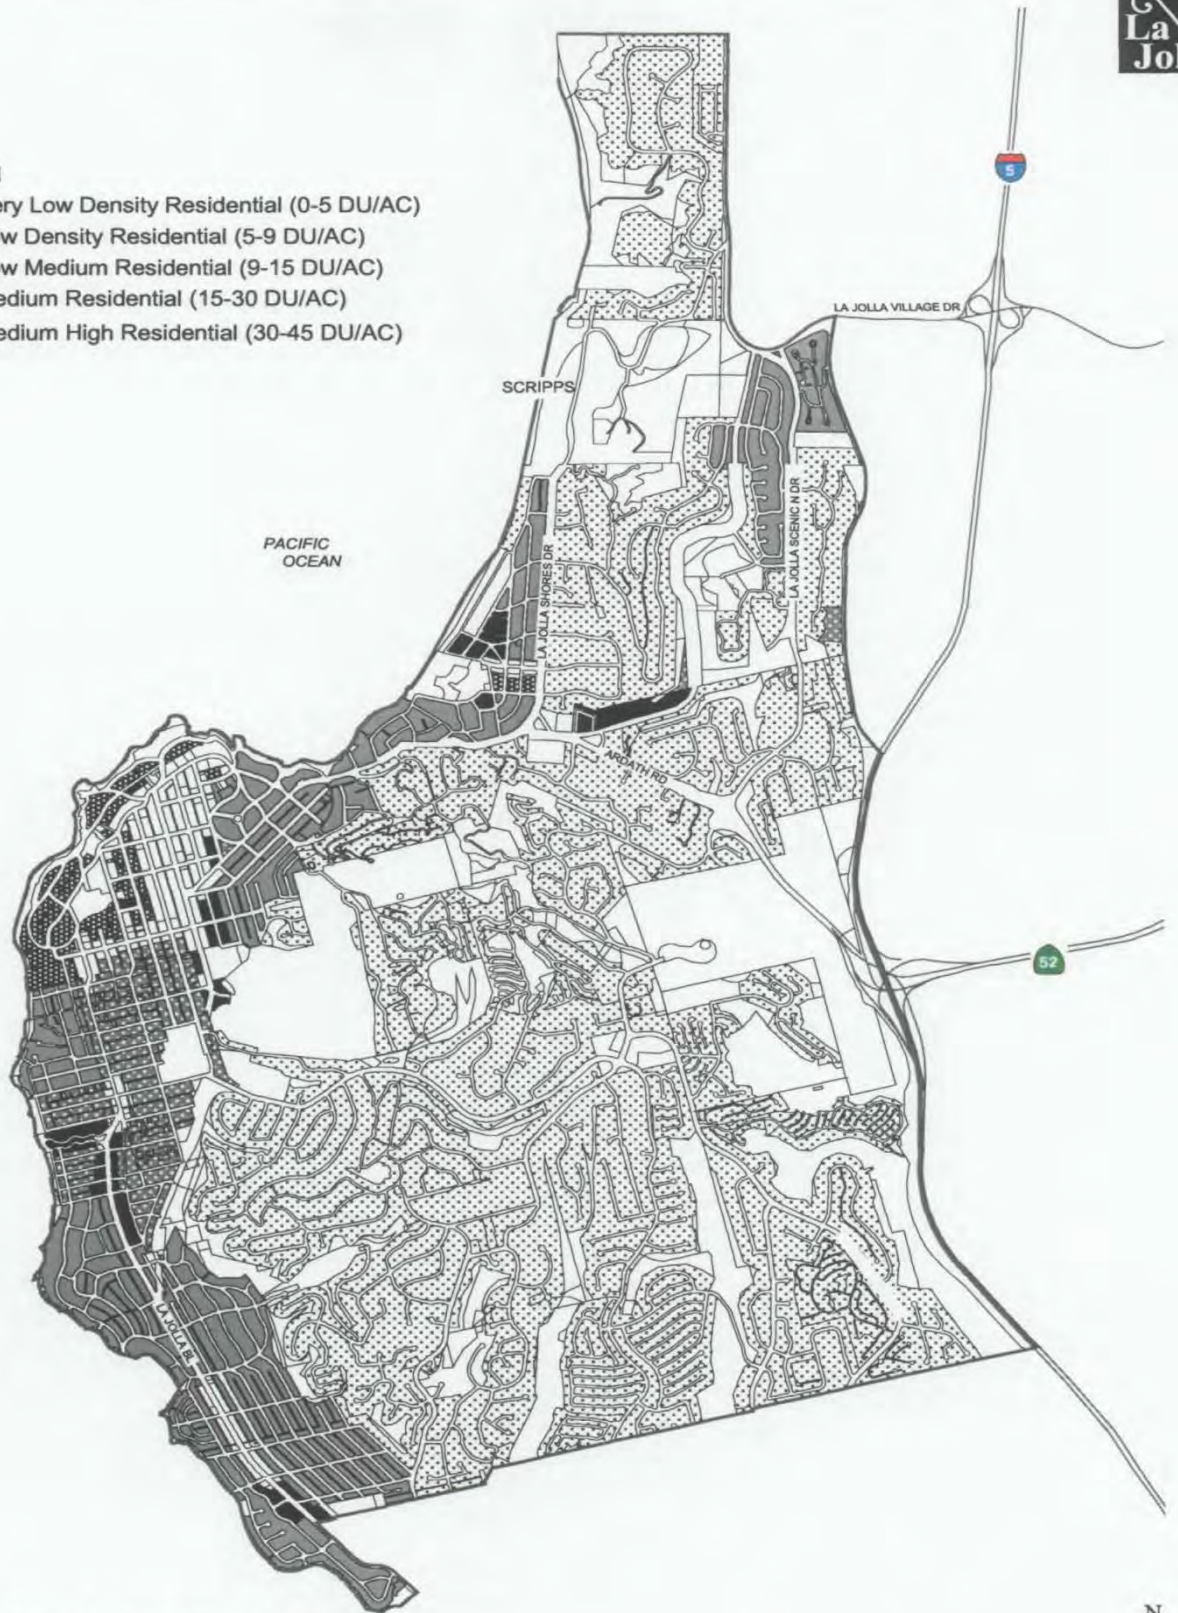 La
Jol
ery Low Density Residential (0-5 DU/AC)
w Density Residential (5-9 DU/AC)
w Medium Residential (9-15 DU/AC)
edium Residential (15-30 DU/AC)
edium High Residential (30-45 DU/AC)
5
LA JOLLA VILLAGE DR
SCRIPPS
PACIFIC
OCEAN
LA JOLLA SHORES DR
LA JOLLA SCENIC N DR
ARDATH RD
52
LA JOLLA BL
N